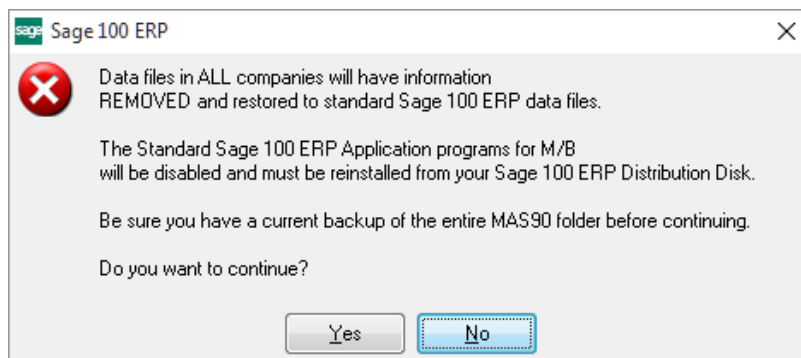 sage Sage 100 ERP
Data files in ALL companies will have information
REMOVED and restored to standard Sage 100 ERP data files.
The Standard Sage 100 ERP Application programs for M/B
will be disabled and must be reinstalled from your Sage 100 ERP Distribution Disk.
Be sure you have a current backup of the entire MAS90 folder before continuing.
Do you want to continue?
Yes No